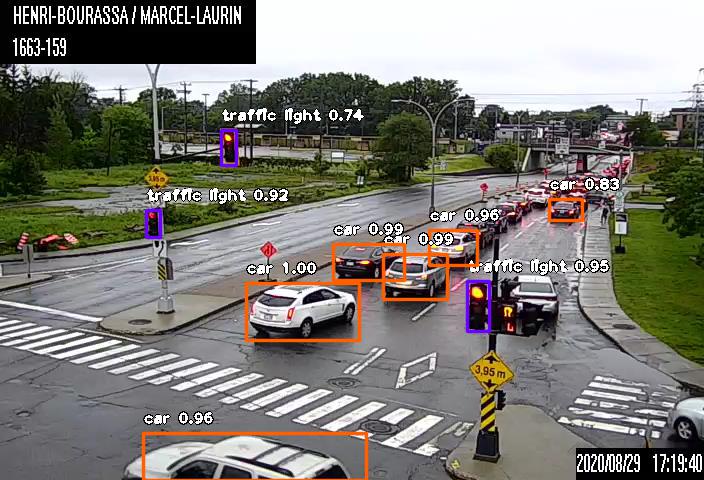 HENRI-BOURASSA / MARCEL-LAURIN
1663-159
traffic light 0.74
3,95 m
traffic light 0.92
car 0.83
car 0.96
car 0.99
car 0.99
car 1.00
traffic light 0.95
3,95 m
car 0.96
2020/08/29 17:19:40